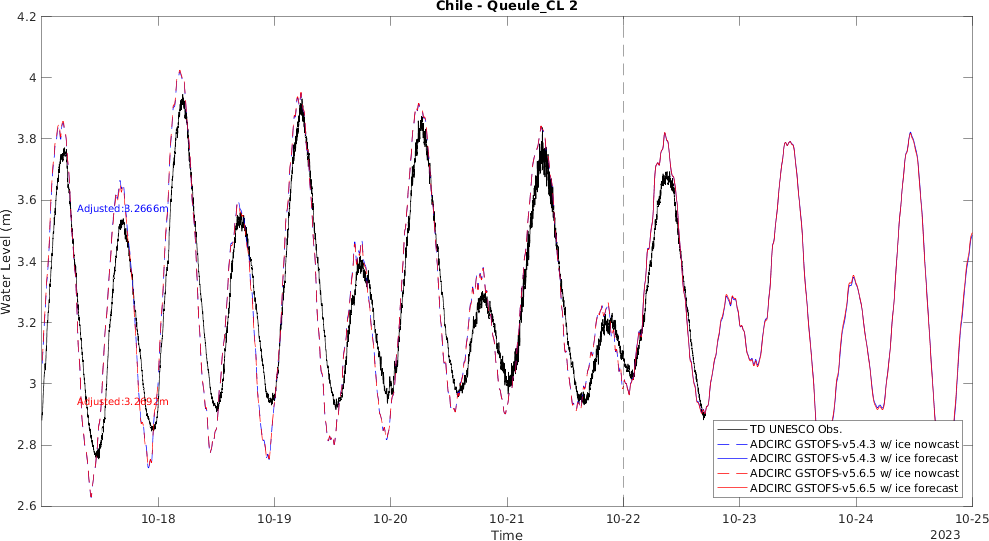 Chile - Queule_CL 2
4.2
4
3.8
3.6
3.4
3.2
3
2.8
2.6
Water Level (m)
Adjusted:3.2666m
Adjusted:3.2692m
TD UNESCO Obs.
ADCIRC GSTOFS-v5.4.3 w/ ice nowcast
ADCIRC GSTOFS-v5.4.3 w/ ice forecast
ADCIRC GSTOFS-v5.6.5 w/ ice nowcast
ADCIRC GSTOFS-v5.6.5 w/ ice forecast
10-18 10-19 10-20 10-21 10-22 10-23 10-24 10-25
Time
2023